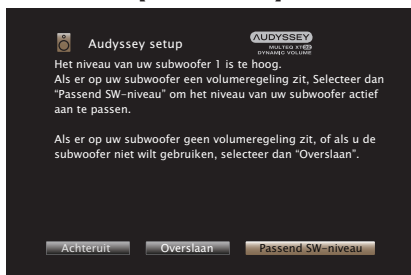 Audyssey setup
AUDYSSEY
MULTEQ XT32
DYNAMIC VOLUME
Het niveau van uw subwoofer 1 is te hoog.
Als er op uw subwoofer een volumeregeling zit, Selecteer dan
"Passend SW-niveau" om het niveau van uw subwoofer actief
aan te passen.
Als er op uw subwoofer geen volumeregeling zit, of als u de
subwoofer niet wilt gebruiken, selecteer dan "Overslaan".
Achteruit
Overslaan
Passend SW-niveau